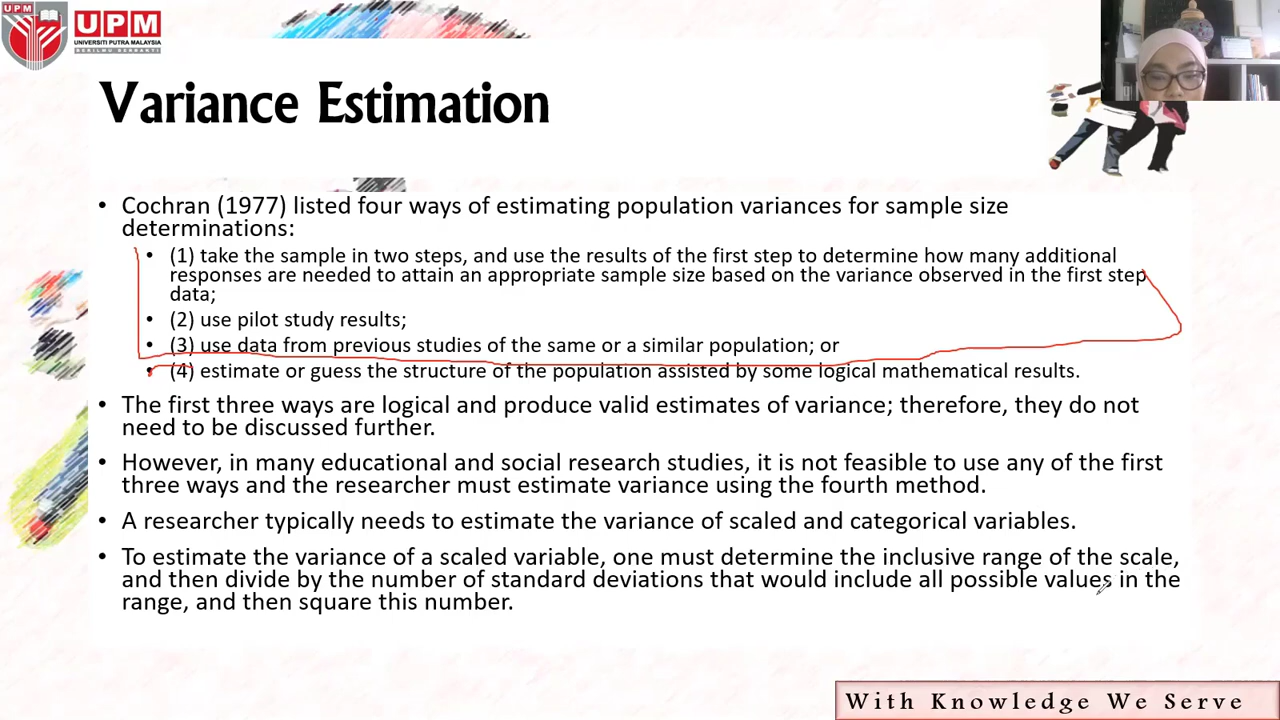 UPM
UPM
UNIVERSITI PUTRA MALAYSIA
BERILMU BERBAKTI
Variance Estimation
• Cochran (1977) listed four ways of estimating population variances for sample size
determinations:
• (1) take the sample in two steps, and use the results of the first step to determine how many additional
responses are needed to attain an appropriate sample size based on the variance observed in the first step
data;
• (2) use pilot study results;
• (3) use data from previous studies of the same or a similar population; or
• (4) estimate or guess the structure of the population assisted by some logical mathematical results.
• The first three ways are logical and produce valid estimates of variance; therefore, they do not
need to be discussed further.
• However, in many educational and social research studies, it is not feasible to use any of the first
three ways and the researcher must estimate variance using the fourth method.
• A researcher typically needs to estimate the variance of scaled and categorical variables.
• To estimate the variance of a scaled variable, one must determine the inclusive range of the scale,
and then divide by the number of standard deviations that would include all possible values in the
range, and then square this number.
With Knowledge We Serve